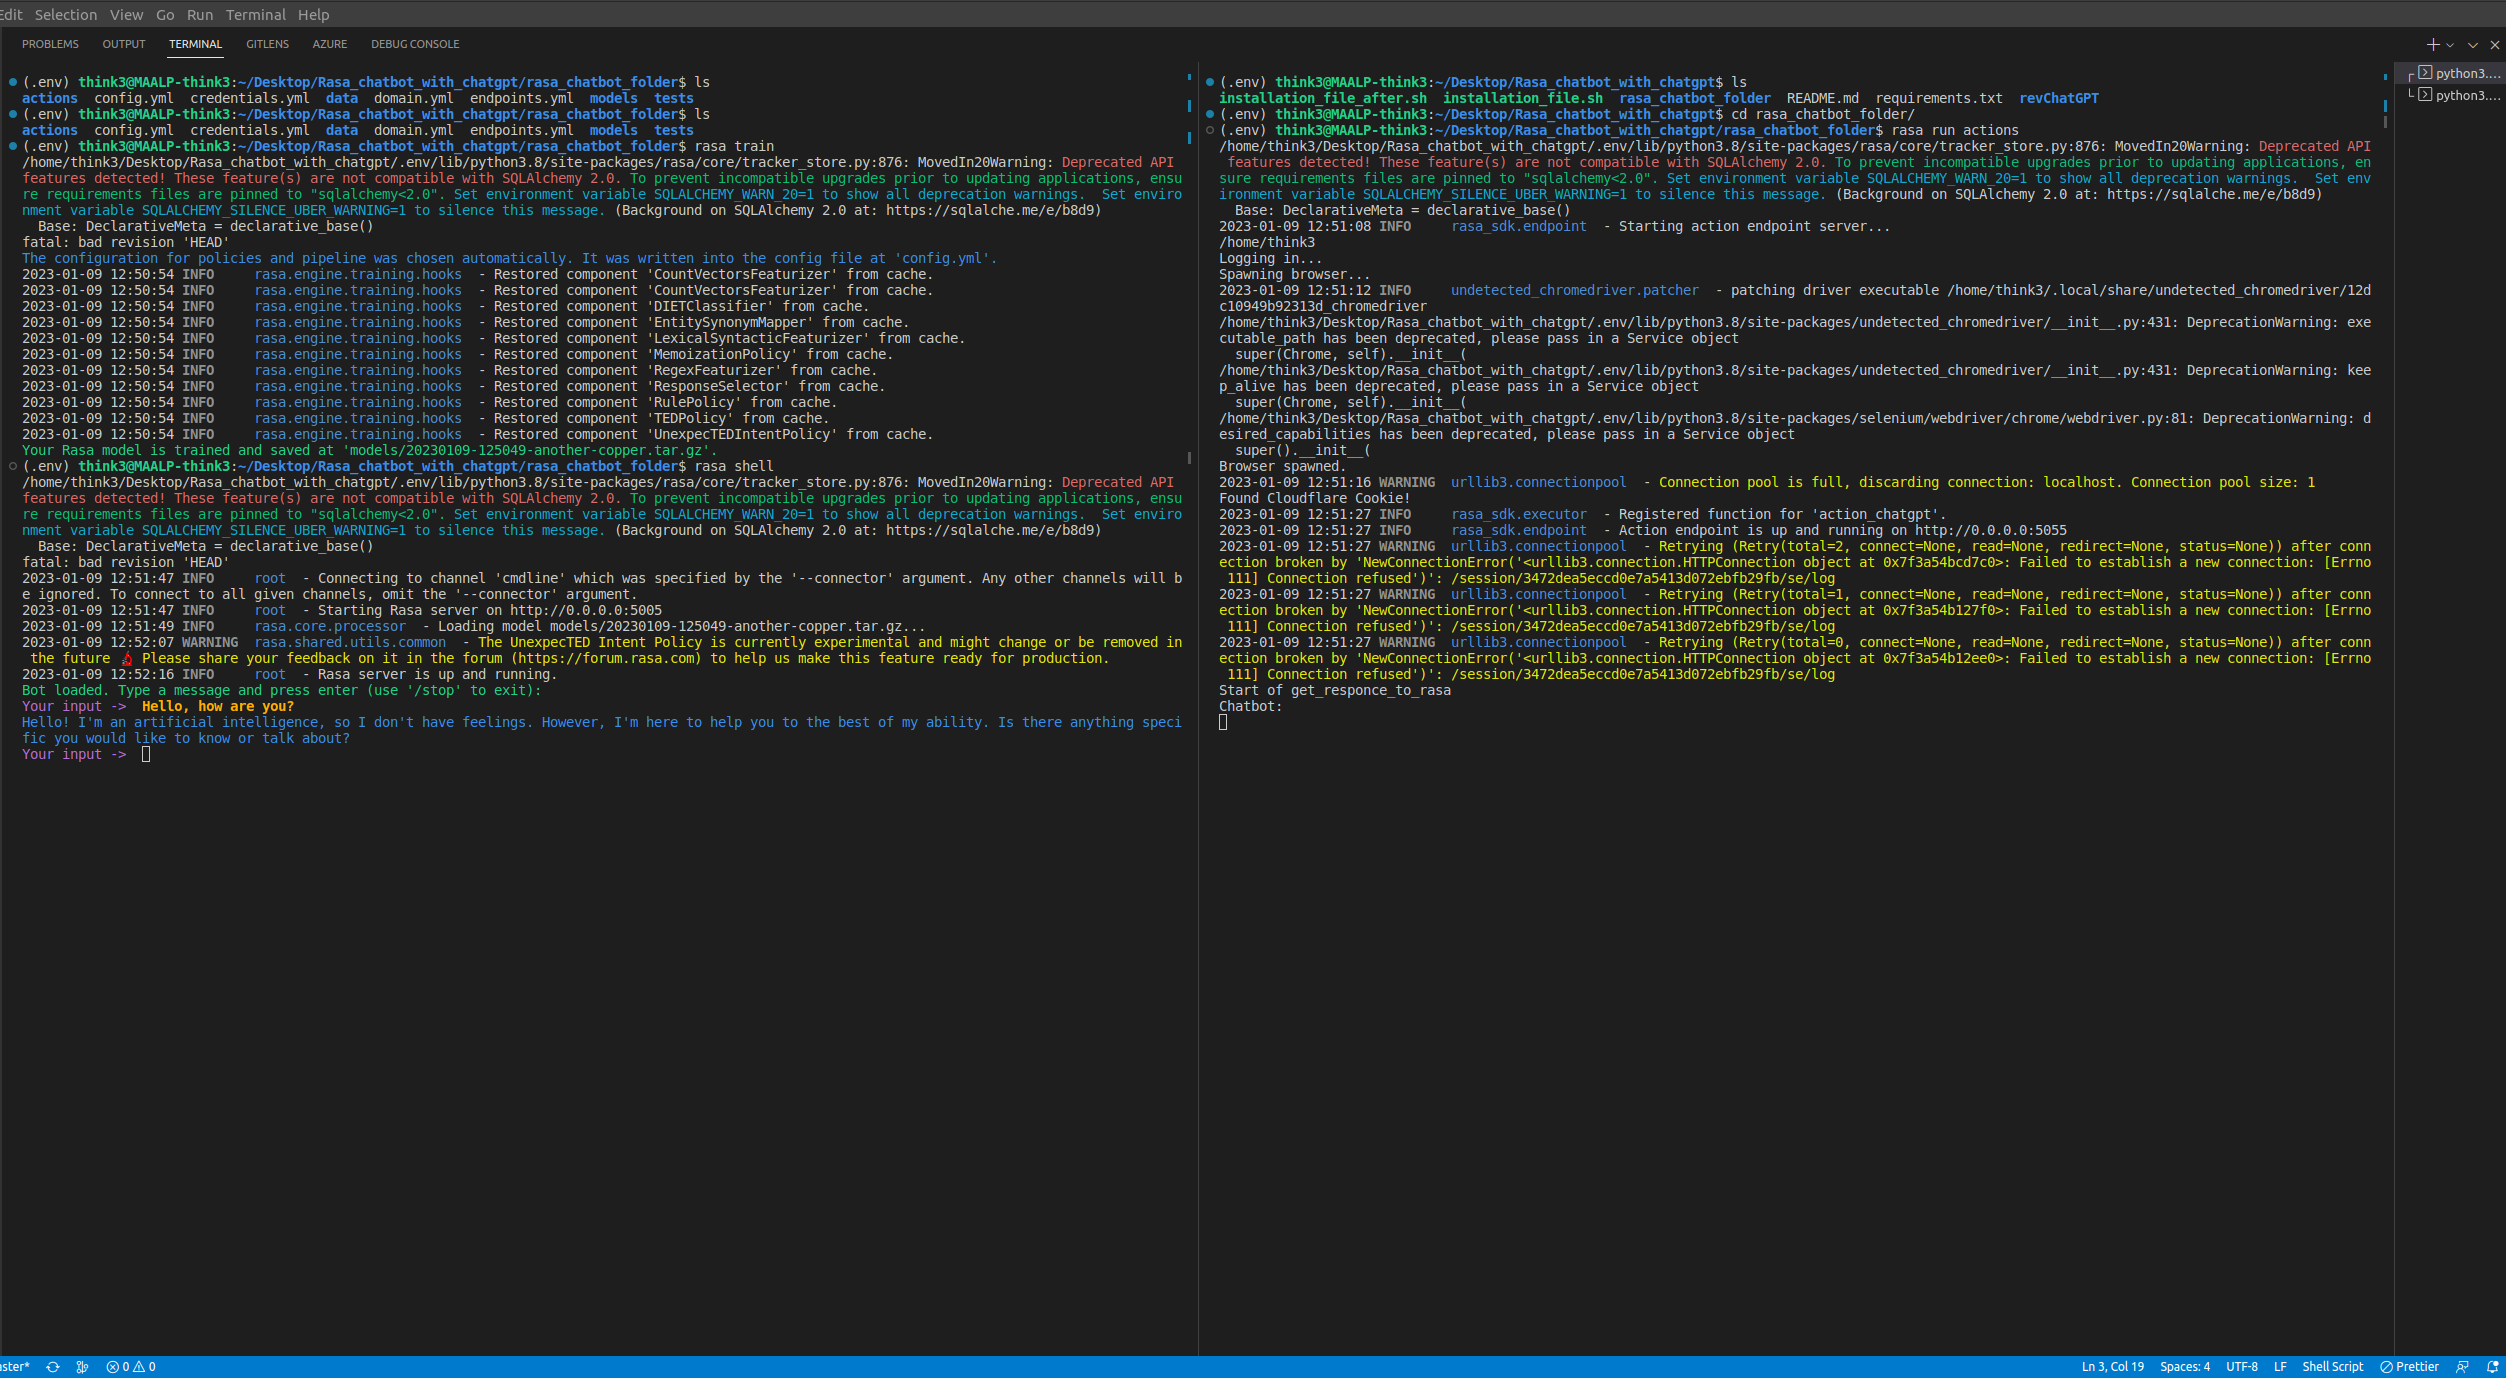 Edit Selection View Go Run Terminal Help
PROBLEMS OUTPUT TERMINAL GITLENS AZURE DEBUG CONSOLE
(.env) think3@MAALP-think3:~/Desktop/Rasa_chatbot_with_chatgpt/rasa_chatbot_folder$ ls
actions config.yml credentials.yml data domain.yml endpoints.yml models tests
(.env) think3@MAALP-think3:~/Desktop/Rasa_chatbot_with_chatgpt/rasa_chatbot_folder$ ls
actions config.yml credentials.yml data domain.yml endpoints.yml models tests
(.env) think3@MAALP-think3:~/Desktop/Rasa_chatbot_with_chatgpt/rasa_chatbot_folder$ rasa train
/home/think3/Desktop/Rasa_chatbot_with_chatgpt/.env/lib/python3.8/site-packages/rasa/core/tracker_store.py:876: MovedIn20Warning: Deprecated API
features detected! These feature(s) are not compatible with SQLAlchemy 2.0. To prevent incompatible upgrades prior to updating applications, ensu
re requirements files are pinned to "sqlalchemy<2.0". Set environment variable SQLALCHEMY_WARN_20=1 to show all deprecation warnings.  Set enviro
nment variable SQLALCHEMY_SILENCE_UBER_WARNING=1 to silence this message. (Background on SQLAlchemy 2.0 at: https://sqlalche.me/e/b8d9)
Base: DeclarativeMeta = declarative_base()
fatal: bad revision 'HEAD'
The configuration for policies and pipeline was chosen automatically. It was written into the config file at 'config.yml'.
2023-01-09 12:50:54 INFO rasa.engine.training.hooks - Restored component 'CountVectorsFeaturizer' from cache.
2023-01-09 12:50:54 INFO rasa.engine.training.hooks - Restored component 'CountVectorsFeaturizer' from cache.
2023-01-09 12:50:54 INFO rasa.engine.training.hooks - Restored component 'DIETClassifier' from cache.
2023-01-09 12:50:54 INFO rasa.engine.training.hooks - Restored component 'EntitySynonymMapper' from cache.
2023-01-09 12:50:54 INFO rasa.engine.training.hooks - Restored component 'LexicalSyntacticFeaturizer' from cache.
2023-01-09 12:50:54 INFO rasa.engine.training.hooks - Restored component 'MemoizationPolicy' from cache.
2023-01-09 12:50:54 INFO rasa.engine.training.hooks - Restored component 'RegexFeaturizer' from cache.
2023-01-09 12:50:54 INFO rasa.engine.training.hooks - Restored component 'ResponseSelector' from cache.
2023-01-09 12:50:54 INFO rasa.engine.training.hooks - Restored component 'RulePolicy' from cache.
2023-01-09 12:50:54 INFO rasa.engine.training.hooks - Restored component 'TEDPolicy' from cache.
2023-01-09 12:50:54 INFO rasa.engine.training.hooks - Restored component 'UnexpecTEDIntentPolicy' from cache.
Your Rasa model is trained and saved at 'models/20230109-125049-another-copper.tar.gz'.
(.env) think3@MAALP-think3:~/Desktop/Rasa_chatbot_with_chatgpt/rasa_chatbot_folder$ rasa shell
/home/think3/Desktop/Rasa_chatbot_with_chatgpt/.env/lib/python3.8/site-packages/rasa/core/tracker_store.py:876: MovedIn20Warning: Deprecated API
features detected! These feature(s) are not compatible with SQLAlchemy 2.0. To prevent incompatible upgrades prior to updating applications, ensu
re requirements files are pinned to "sqlalchemy<2.0". Set environment variable SQLALCHEMY_WARN_20=1 to show all deprecation warnings.  Set enviro
nment variable SQLALCHEMY_SILENCE_UBER_WARNING=1 to silence this message. (Background on SQLAlchemy 2.0 at: https://sqlalche.me/e/b8d9)
Base: DeclarativeMeta = declarative_base()
fatal: bad revision 'HEAD'
2023-01-09 12:51:47 INFO root - Connecting to channel 'cmdline' which was specified by the '--connector' argument. Any other channels will b
e ignored. To connect to all given channels, omit the '--connector' argument.
2023-01-09 12:51:47 INFO root - Starting Rasa server on http://0.0.0.0:5005
2023-01-09 12:51:49 INFO rasa.core.processor - Loading model models/20230109-125049-another-copper.tar.gz...
2023-01-09 12:52:07 WARNING rasa.shared.utils.common - The UnexpecTED Intent Policy is currently experimental and might change or be removed in
the future 🔬 Please share your feedback on it in the forum (https://forum.rasa.com) to help us make this feature ready for production.
2023-01-09 12:52:16 INFO root - Rasa server is up and running.
Bot loaded. Type a message and press enter (use '/stop' to exit):
Your input -> Hello, how are you?
Hello! I'm an artificial intelligence, so I don't have feelings. However, I'm here to help you to the best of my ability. Is there anything speci
fic you would like to know or talk about?
Your input ->
(.env) think3@MAALP-think3:~/Desktop/Rasa_chatbot_with_chatgpt$ ls
installation_file_after.sh installation_file.sh rasa_chatbot_folder README.md requirements.txt revChatGPT
(.env) think3@MAALP-think3:~/Desktop/Rasa_chatbot_with_chatgpt$ cd rasa_chatbot_folder/
(.env) think3@MAALP-think3:~/Desktop/Rasa_chatbot_with_chatgpt/rasa_chatbot_folder$ rasa run actions
/home/think3/Desktop/Rasa_chatbot_with_chatgpt/.env/lib/python3.8/site-packages/rasa/core/tracker_store.py:876: MovedIn20Warning: Deprecated API
features detected! These feature(s) are not compatible with SQLAlchemy 2.0. To prevent incompatible upgrades prior to updating applications, en
sure requirements files are pinned to "sqlalchemy<2.0". Set environment variable SQLALCHEMY_WARN_20=1 to show all deprecation warnings.  Set env
ironment variable SQLALCHEMY_SILENCE_UBER_WARNING=1 to silence this message. (Background on SQLAlchemy 2.0 at: https://sqlalche.me/e/b8d9)
Base: DeclarativeMeta = declarative_base()
2023-01-09 12:51:08 INFO rasa_sdk.endpoint - Starting action endpoint server...
/home/think3
Logging in...
Spawning browser...
2023-01-09 12:51:12 INFO undetected_chromedriver.patcher - patching driver executable /home/think3/.local/share/undetected_chromedriver/12d
c10949b92313d_chromedriver
/home/think3/Desktop/Rasa_chatbot_with_chatgpt/.env/lib/python3.8/site-packages/undetected_chromedriver/__init__.py:431: DeprecationWarning: exe
cutable_path has been deprecated, please pass in a Service object
super(Chrome, self).__init__(
/home/think3/Desktop/Rasa_chatbot_with_chatgpt/.env/lib/python3.8/site-packages/undetected_chromedriver/__init__.py:431: DeprecationWarning: kee
p_alive has been deprecated, please pass in a Service object
super(Chrome, self).__init__(
/home/think3/Desktop/Rasa_chatbot_with_chatgpt/.env/lib/python3.8/site-packages/selenium/webdriver/chrome/webdriver.py:81: DeprecationWarning: d
esired_capabilities has been deprecated, please pass in a Service object
super().__init__(
Browser spawned.
2023-01-09 12:51:16 WARNING urllib3.connectionpool - Connection pool is full, discarding connection: localhost. Connection pool size: 1
Found Cloudflare Cookie!
2023-01-09 12:51:27 INFO rasa_sdk.executor - Registered function for 'action_chatgpt'.
2023-01-09 12:51:27 INFO rasa_sdk.endpoint - Action endpoint is up and running on http://0.0.0.0:5055
2023-01-09 12:51:27 WARNING urllib3.connectionpool - Retrying (Retry(total=2, connect=None, read=None, redirect=None, status=None)) after conn
ection broken by 'NewConnectionError('<urllib3.connection.HTTPConnection object at 0x7f3a54bcd7c0>: Failed to establish a new connection: [Errno
111] Connection refused')': /session/3472dea5eccd0e7a5413d072ebfb29fb/se/log
2023-01-09 12:51:27 WARNING urllib3.connectionpool - Retrying (Retry(total=1, connect=None, read=None, redirect=None, status=None)) after conn
ection broken by 'NewConnectionError('<urllib3.connection.HTTPConnection object at 0x7f3a54b127f0>: Failed to establish a new connection: [Errno
111] Connection refused')': /session/3472dea5eccd0e7a5413d072ebfb29fb/se/log
2023-01-09 12:51:27 WARNING urllib3.connectionpool - Retrying (Retry(total=0, connect=None, read=None, redirect=None, status=None)) after conn
ection broken by 'NewConnectionError('<urllib3.connection.HTTPConnection object at 0x7f3a54b12ee0>: Failed to establish a new connection: [Errno
111] Connection refused')': /session/3472dea5eccd0e7a5413d072ebfb29fb/se/log
Start of get_responce_to_rasa
Chatbot:
python3....
python3....
ster* 0 0 Ln 3, Col 19 Spaces: 4 UTF-8 LF Shell Script Prettier